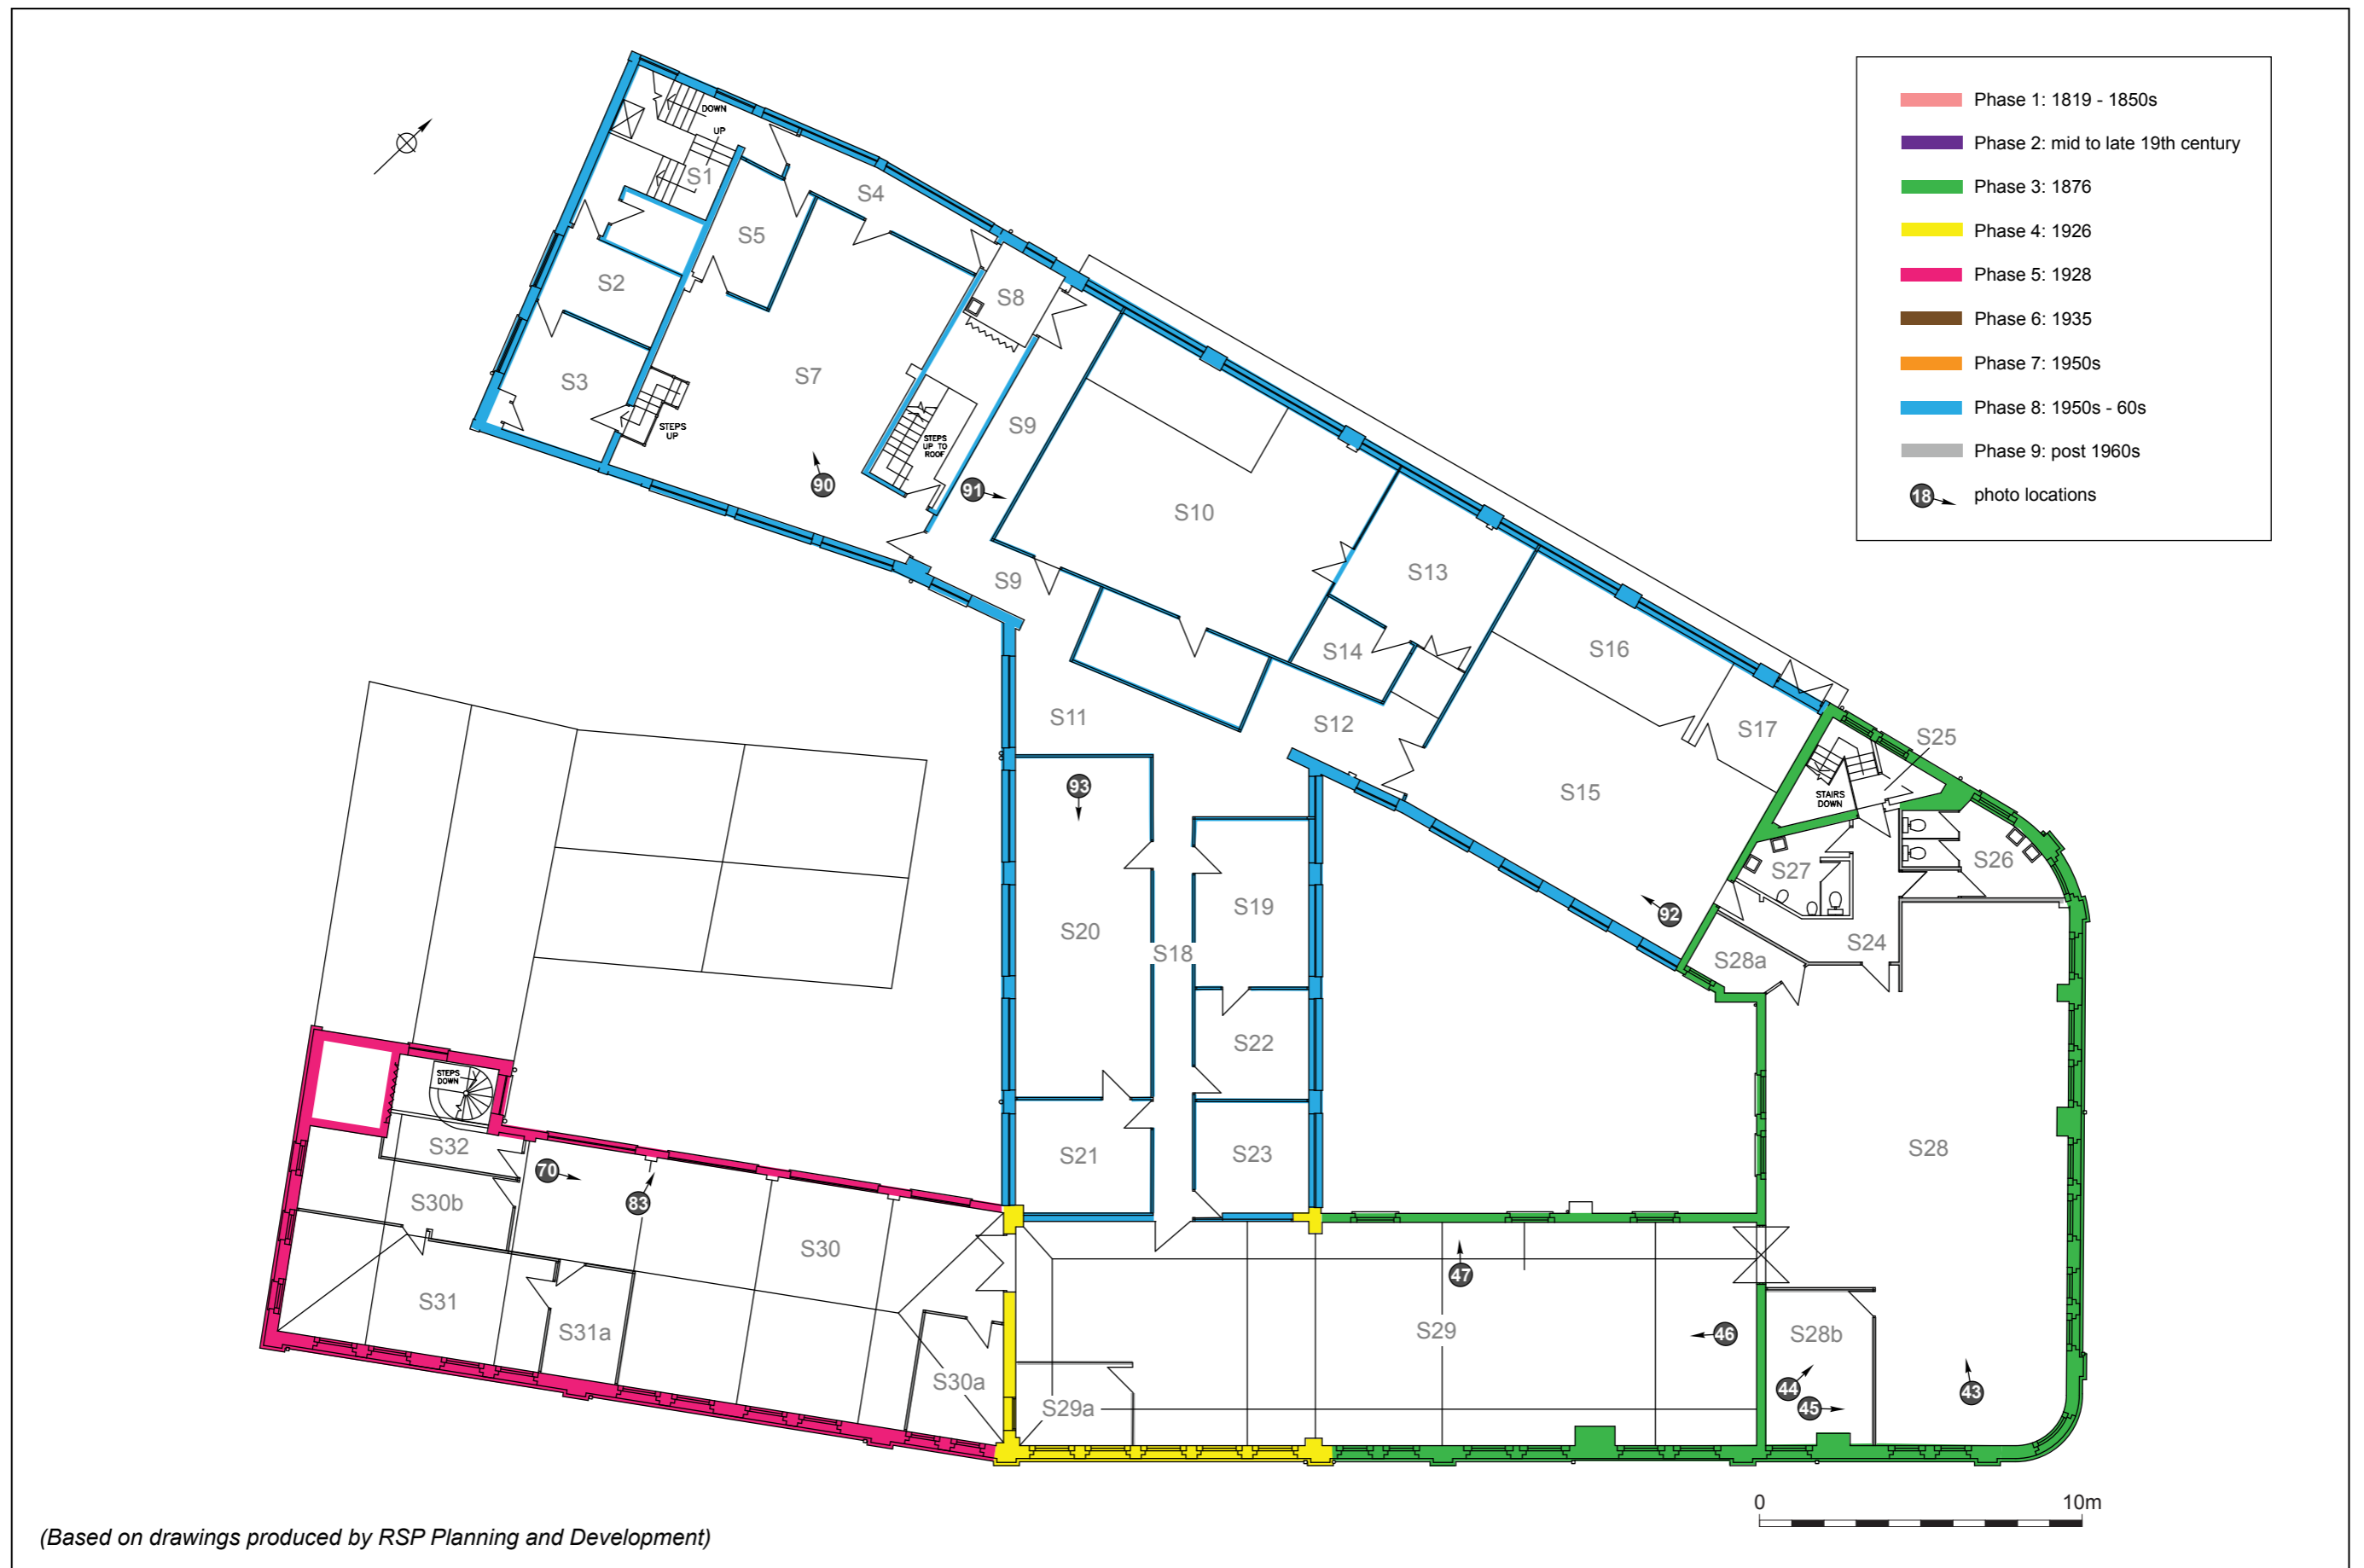 Phase 1: 1819 - 1850s
Phase 2: mid to late 19th century
Phase 3: 1876
Phase 4: 1926
Phase 5: 1928
Phase 6: 1935
Phase 7: 1950s
Phase 8: 1950s - 60s
Phase 9: post 1960s
18 photo locations
DOWN
UP
S1
S4
S5
S2
S8
S3
S7
STEPS
UP
STEPS
UP TO
ROOF
S9
90
91
S10
S9
S13
S14
S16
S11
S12
S17
S25
93
S15
STAIRS
DOWN
S27
S26
S20
S19
92
S18
S24
S28a
S22
STEPS
DOWN
S32
S21
S23
S28
70
83
S30b
S30
47
S31
S31a
S29
46
S28b
S30a
S29a
44
45
43
0 10m
(Based on drawings produced by RSP Planning and Development)